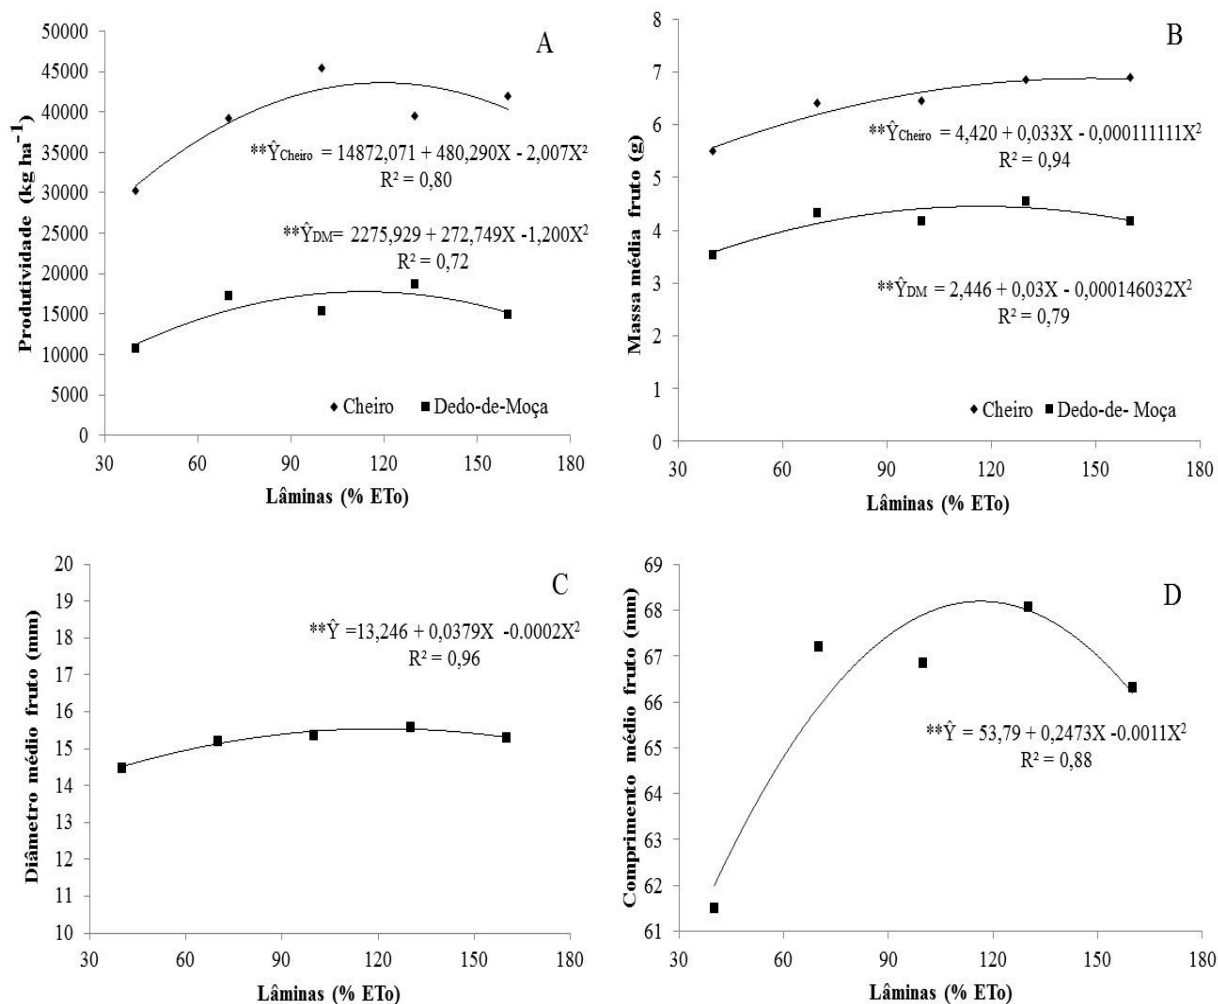 A
Produtividade (kg ha⁻¹)
50000
45000
40000
35000
30000
25000
20000
15000
10000
5000
0
**ŶCheiro = 14872,071 + 480,290X - 2,007X²
R² = 0,80
**ŶDM= 2275,929 + 272,749X -1,200X²
R² = 0,72
Cheiro Dedo-de-Moça
30 60 90 120 150 180
Lâminas (% ETo)
B
Massa média fruto (g)
8
7
6
5
4
3
2
1
0
**ŶCheiro = 4,420 + 0,033X - 0,000111111X²
R² = 0,94
**ŶDM = 2,446 + 0,03X - 0,000146032X²
R² = 0,79
Cheiro Dedo-de- Moça
30 60 90 120 150 180
Lâminas (% ETo)
C
Diâmetro médio fruto (mm)
20
19
18
17
16
15
14
13
12
11
10
**Ŷ =13,246 + 0,0379X -0.0002X²
R² = 0,96
30 60 90 120 150 180
Lâminas (% ETo)
D
Comprimento médio fruto (mm)
69
68
67
66
65
64
63
62
61
**Ŷ = 53,79 + 0,2473X -0.0011X²
R² = 0,88
30 60 90 120 150 180
Lâminas (% ETo)